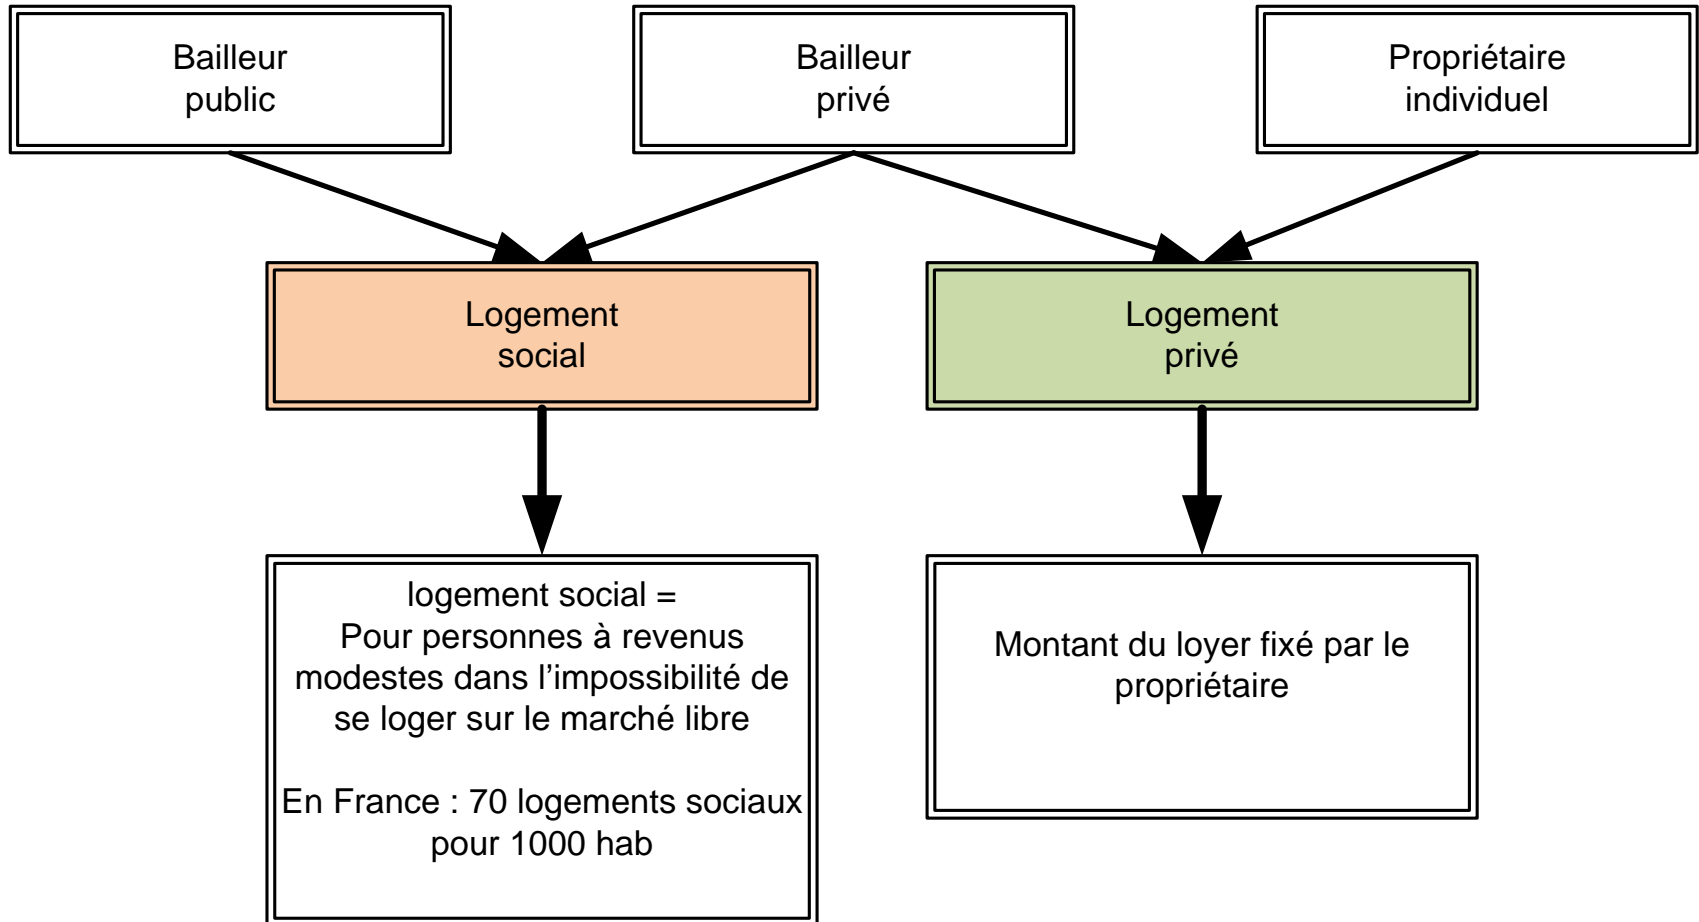 Bailleur
public
Bailleur
privé
Propriétaire
individuel
Logement
social
Logement
privé
logement social =
Pour personnes à revenus
modestes dans l’impossibilité de
se loger sur le marché libre
En France : 70 logements sociaux
pour 1000 hab
Montant du loyer fixé par le
propriétaire